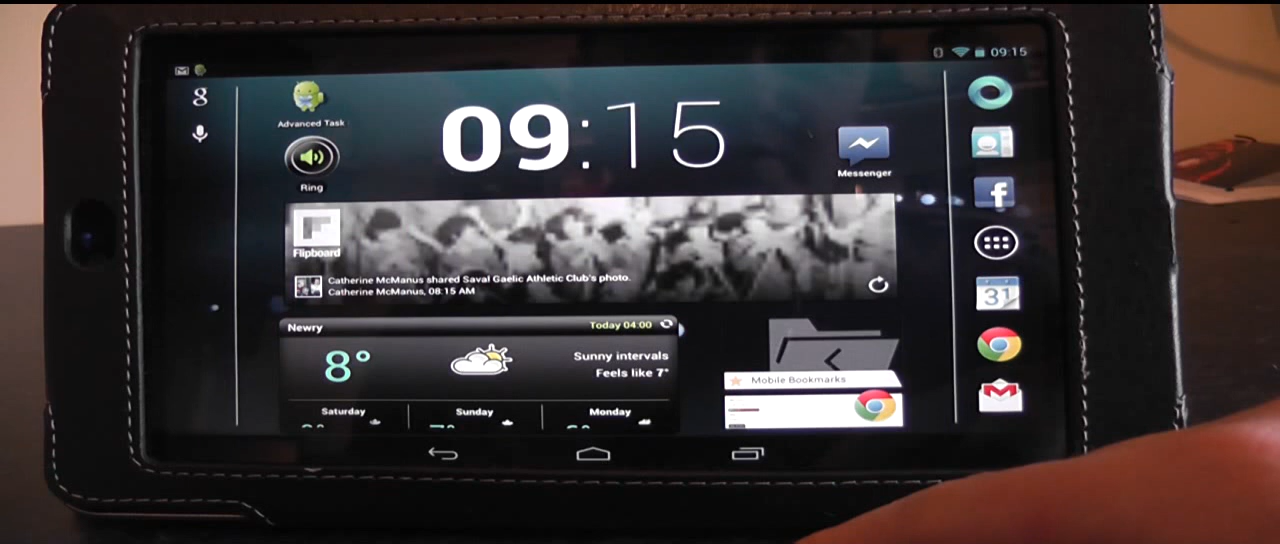 09:15
g
Advanced Task
09:15
Ring
Messenger
f
Flipboard
Catherine McManus shared Saval Gaelic Athletic Club's photo.
Catherine McManus, 08:15 AM
31
Newry
Today 04:00
8°
Sunny intervals
Feels like 7°
Saturday
Sunday
Monday
Mobile Bookmarks